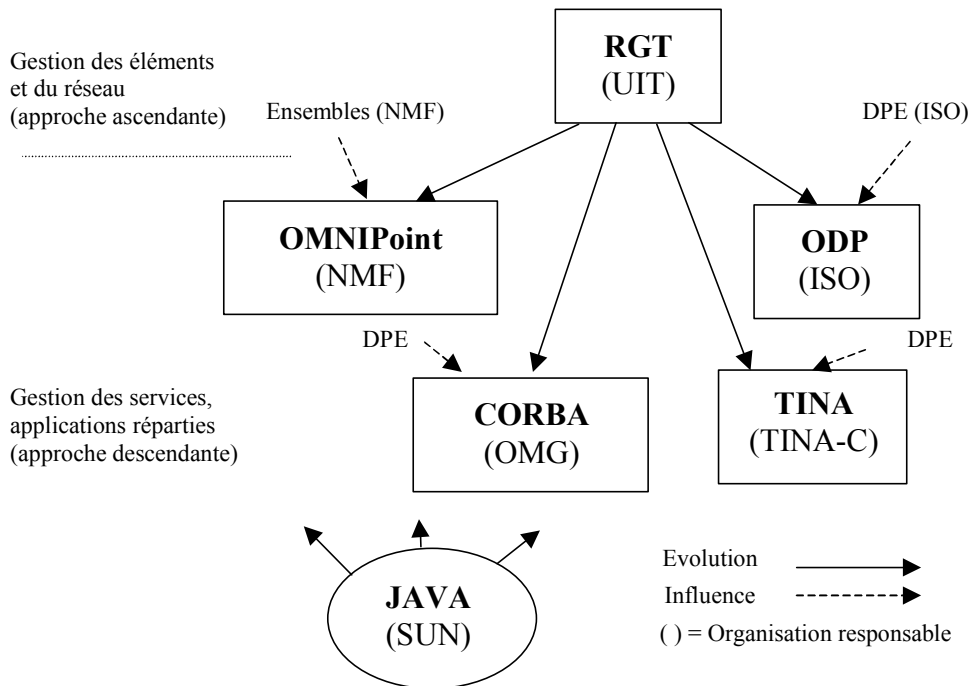 RGT
(UIT)
Gestion des éléments
et du réseau
(approche ascendante)
Ensembles (NMF)
DPE (ISO)
OMNIPoint
(NMF)
ODP
(ISO)
DPE
DPE
Gestion des services,
applications réparties
(approche descendante)
CORBA
(OMG)
TINA
(TINA-C)
JAVA
(SUN)
Evolution
Influence
( ) = Organisation responsable